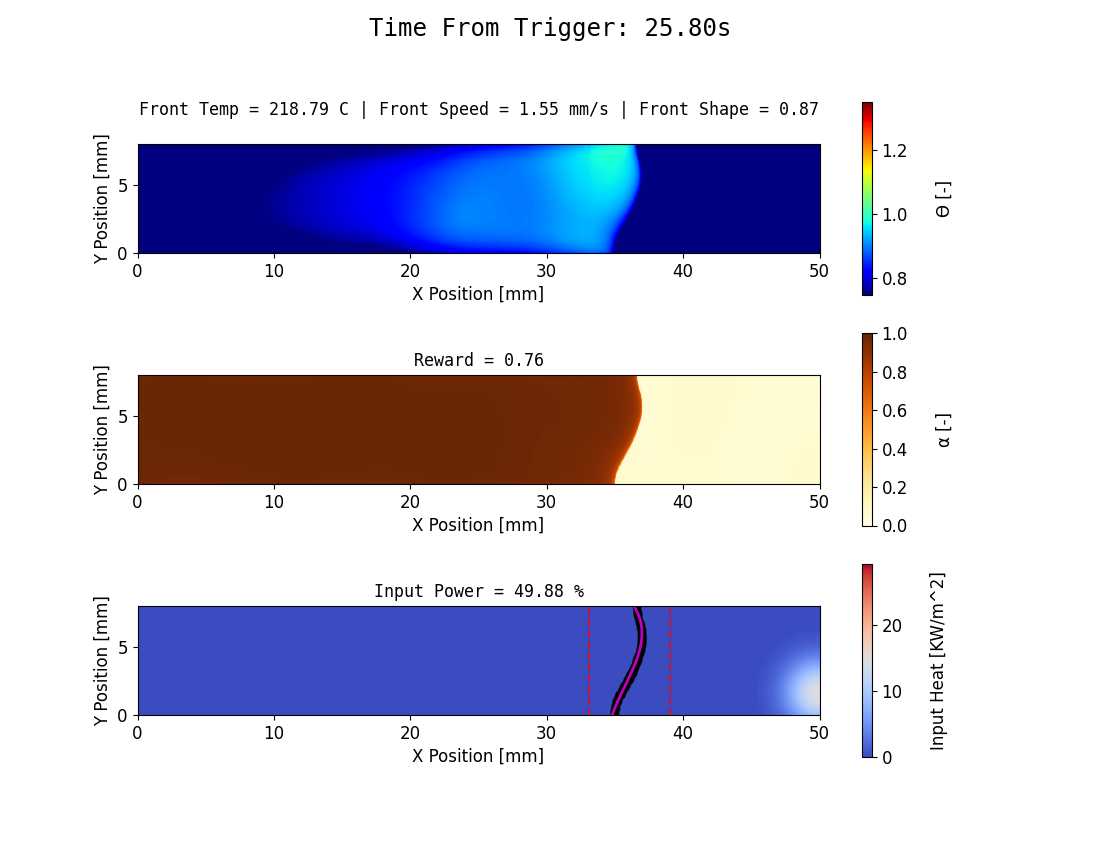 Time From Trigger: 25.80s
Front Temp = 218.79 C | Front Speed = 1.55 mm/s | Front Shape = 0.87
Y Position [mm]
5
0
0 10 20 30 40 50
X Position [mm]
1.2
1.0
0.8
Θ [-]
Reward = 0.76
Y Position [mm]
5
0
0 10 20 30 40 50
X Position [mm]
1.0
0.8
0.6
0.4
0.2
0.0
α [-]
Input Power = 49.88 %
Y Position [mm]
5
0
0 10 20 30 40 50
X Position [mm]
20
10
0
Input Heat [KW/m^2]